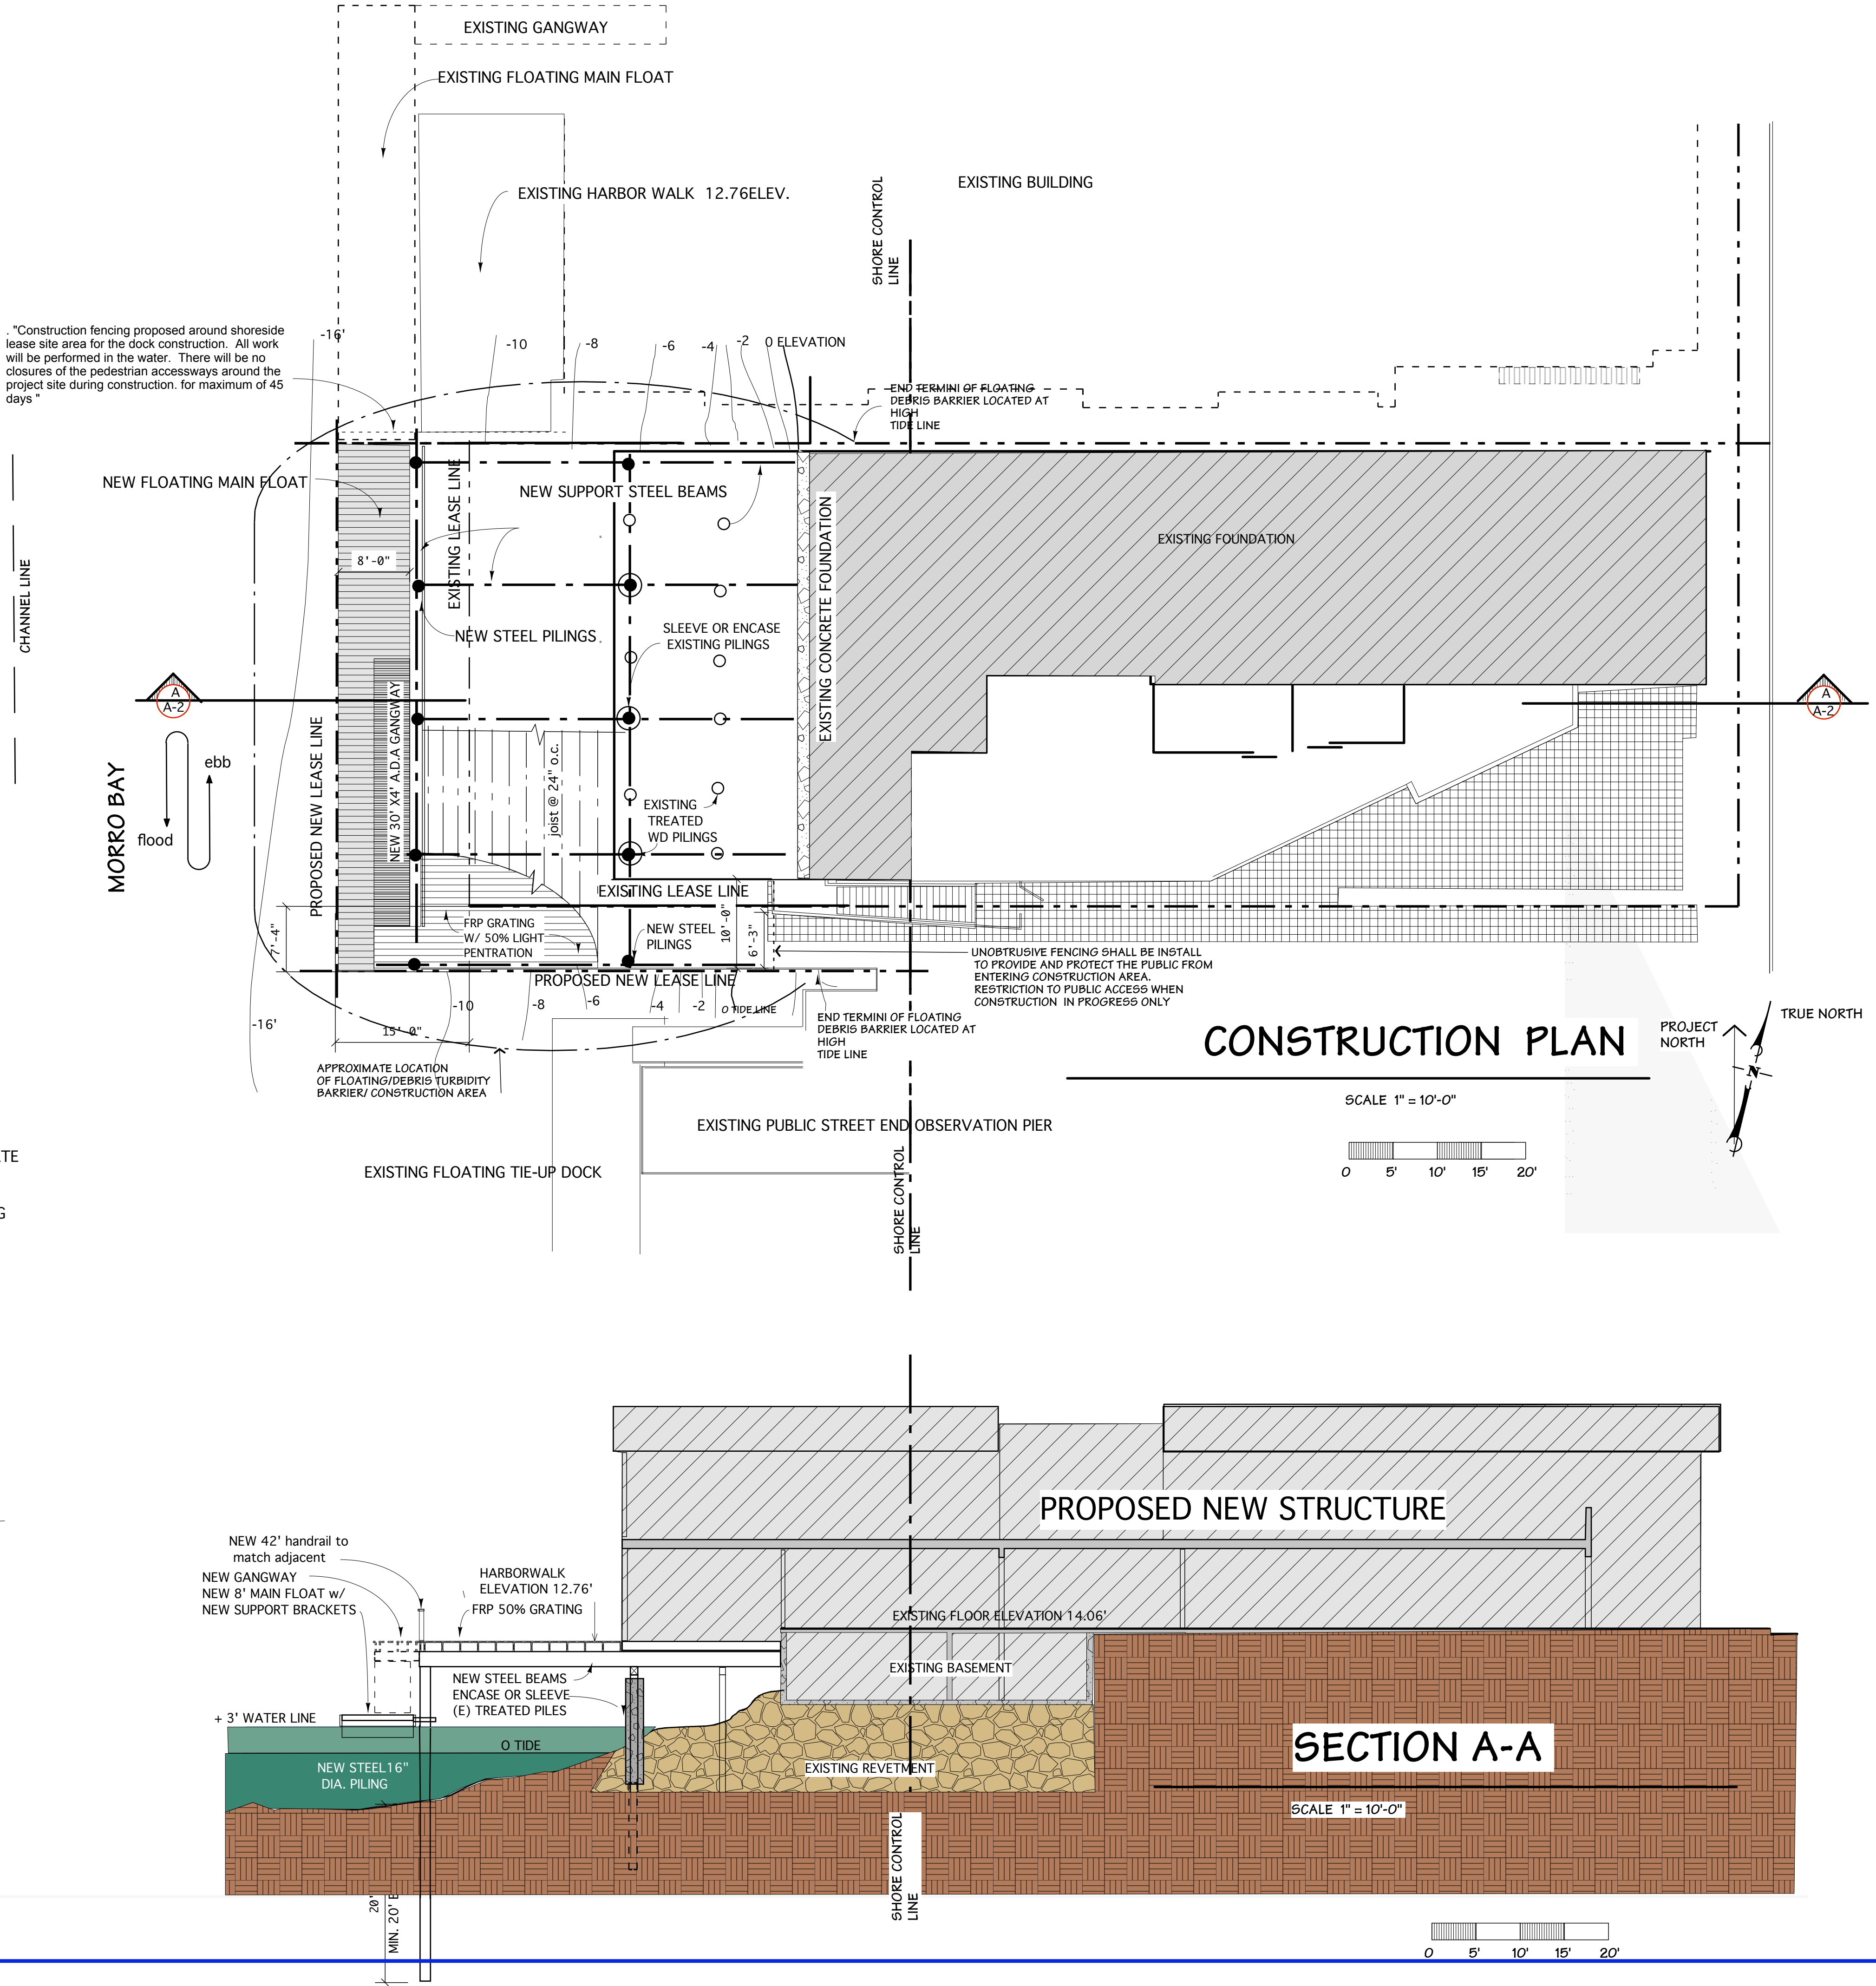 EXISTING GANGWAY
EXISTING FLOATING MAIN FLOAT
EXISTING HARBOR WALK 12.76ELEV.
SHORE CONTROL
LINE
EXISTING BUILDING
. "Construction fencing proposed around shoreside
lease site area for the dock construction. All work
will be performed in the water. There will be no
closures of the pedestrian accessways around the
project site during construction. for maximum of 45
days "
-16'
-10
-8
-6
-4
-2
0 ELEVATION
END TERMINI OF FLOATING
DEBRIS BARRIER LOCATED AT
HIGH
TIDE LINE
NEW FLOATING MAIN FLOAT
EXISTING LEASE LINE
NEW SUPPORT STEEL BEAMS
EXISTING CONCRETE FOUNDATION
EXISTING FOUNDATION
CHANNEL LINE
8'-0"
NEW STEEL PILINGS
SLEEVE OR ENCASE
EXISTING PILINGS
A
A-2
A
A-2
NEW 30' X4' A.D.A GANGWAY
PROPOSED NEW LEASE LINE
MORRO BAY
ebb
flood
joist @ 24" o.c.
EXISTING
TREATED
WD PILINGS
EXISTING LEASE LINE
7'-4"
FRP GRATING
W/ 50% LIGHT
PENTRATION
NEW STEEL
PILINGS
10'-0"
6'-3"
UNOBTRUSIVE FENCING SHALL BE INSTALL
TO PROVIDE AND PROTECT THE PUBLIC FROM
ENTERING CONSTRUCTION AREA.
RESTRICTION TO PUBLIC ACCESS WHEN
CONSTRUCTION IN PROGRESS ONLY
PROPOSED NEW LEASE LINE
-16'
-10
-8
-6
-4
-2
0 TIDE LINE
15'-0"
END TERMINI OF FLOATING
DEBRIS BARRIER LOCATED AT
HIGH
TIDE LINE
APPROXIMATE LOCATION
OF FLOATING/DEBRIS TURBIDITY
BARRIER/ CONSTRUCTION AREA
CONSTRUCTION PLAN
SCALE 1" = 10'-0"
PROJECT
NORTH
TRUE NORTH
N
0 5' 10' 15' 20'
EXISTING PUBLIC STREET END OBSERVATION PIER
EXISTING FLOATING TIE-UP DOCK
TE
G
SHORE CONTROL
LINE
PROPOSED NEW STRUCTURE
NEW 42' handrail to
match adjacent
NEW GANGWAY
NEW 8' MAIN FLOAT w/
NEW SUPPORT BRACKETS
HARBORWALK
ELEVATION 12.76'
FRP 50% GRATING
EXISTING FLOOR ELEVATION 14.06'
EXISTING BASEMENT
NEW STEEL BEAMS
ENCASE OR SLEEVE
(E) TREATED PILES
+ 3' WATER LINE
0 TIDE
NEW STEEL16"
DIA. PILING
EXISTING REVETMENT
SECTION A-A
SCALE 1" = 10'-0"
SHORE CONTROL
LINE
20'
MIN. 20'
0 5' 10' 15' 20'